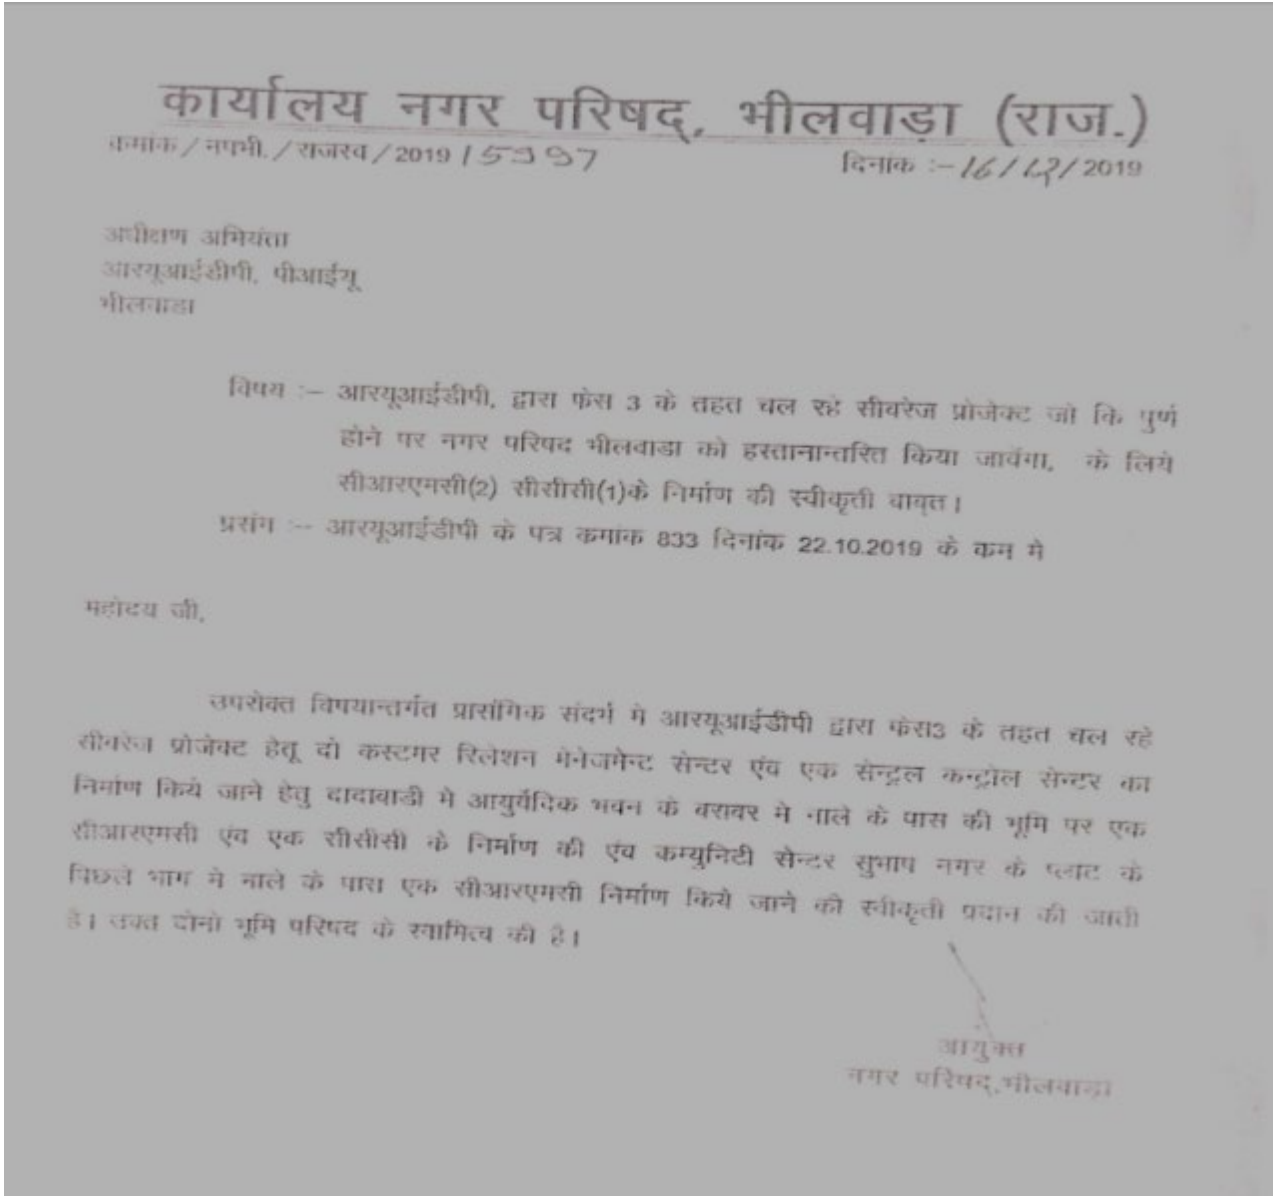 कार्यालय नगर परिषद्, भीलवाड़ा (राज.)
क्रमांक/नपभी./राजस्व/2019/5997 दिनांक :-16/12/2019
अधीक्षण अभियंता
आरयूआईडीपी, पीआईयू
भीलवाडा
विषय :- आरयूआईडीपी, द्वारा फेस 3 के तहत चल रहे सीवरेज प्रोजेक्ट जो कि पुर्ण
होने पर नगर परिषद भीलवाडा को हस्तानान्तरित किया जावेंगा, के लिये
सीआरएमसी(2) सीसीसी(1)के निर्माण की स्वीकृती बाबत।
प्रसंग :- आरयूआईडीपी के पत्र कमांक 833 दिनांक 22.10.2019 के कम मे
महोदय जी,
उपरोक्त विषयान्तर्गत प्रासंगिक संदर्भ मे आरयूआईडीपी द्वारा फेस3 के तहत चल रहे
सीवरेज प्रोजेक्ट हेतू दो कस्टमर रिलेशन मेनेजमेन्ट सेन्टर एंव एक सेन्ट्रल कन्ट्रोल सेन्टर का
निर्माण किये जाने हेतु दादावाडी मे आयुर्वेदिक भवन के बराबर मे नाले के पास की भूमि पर एक
सीआरएमसी एंव एक सीसीसी के निर्माण की एंव कम्युनिटी सेन्टर सुभाष नगर के प्लाट के
पिछले भाग मे नाले के पास एक सीआरएमसी निर्माण किये जाने की स्वीकृती प्रदान की जाती
है। उक्त दोनो भूमि परिषद के स्वामित्व की है।
आयुक्त
नगर परिषद्,भीलवाड़ा